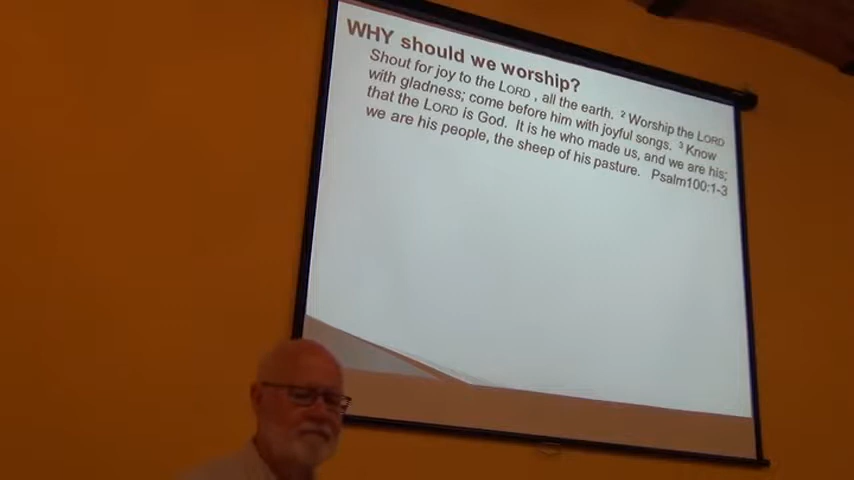 WHY should we worship?
Shout for joy to the LORD , all the earth. ² Worship the LORD
with gladness; come before him with joyful songs. ³ Know
that the LORD is God. It is he who made us, and we are his;
we are his people, the sheep of his pasture. Psalm100:1-3